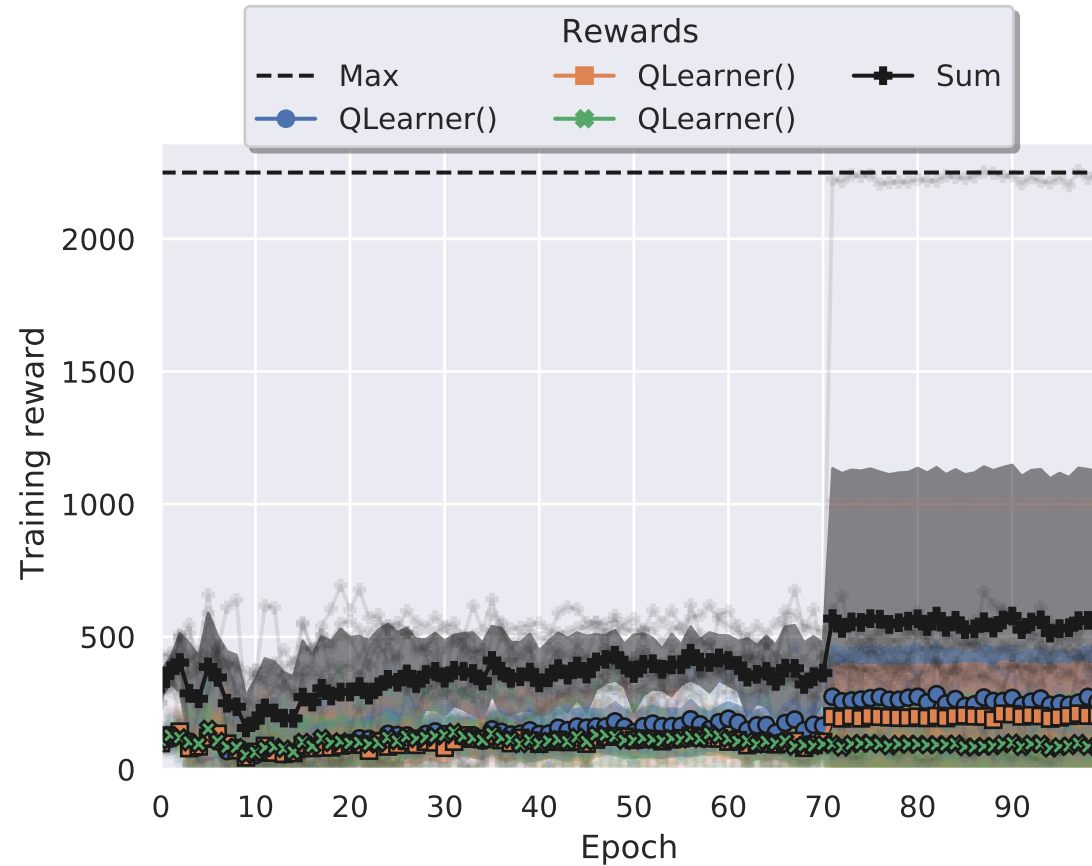 Rewards
Max QLearner() Sum
QLearner() QLearner()
2000
1500
1000
500
0
Training reward
0 10 20 30 40 50 60 70 80 90
Epoch